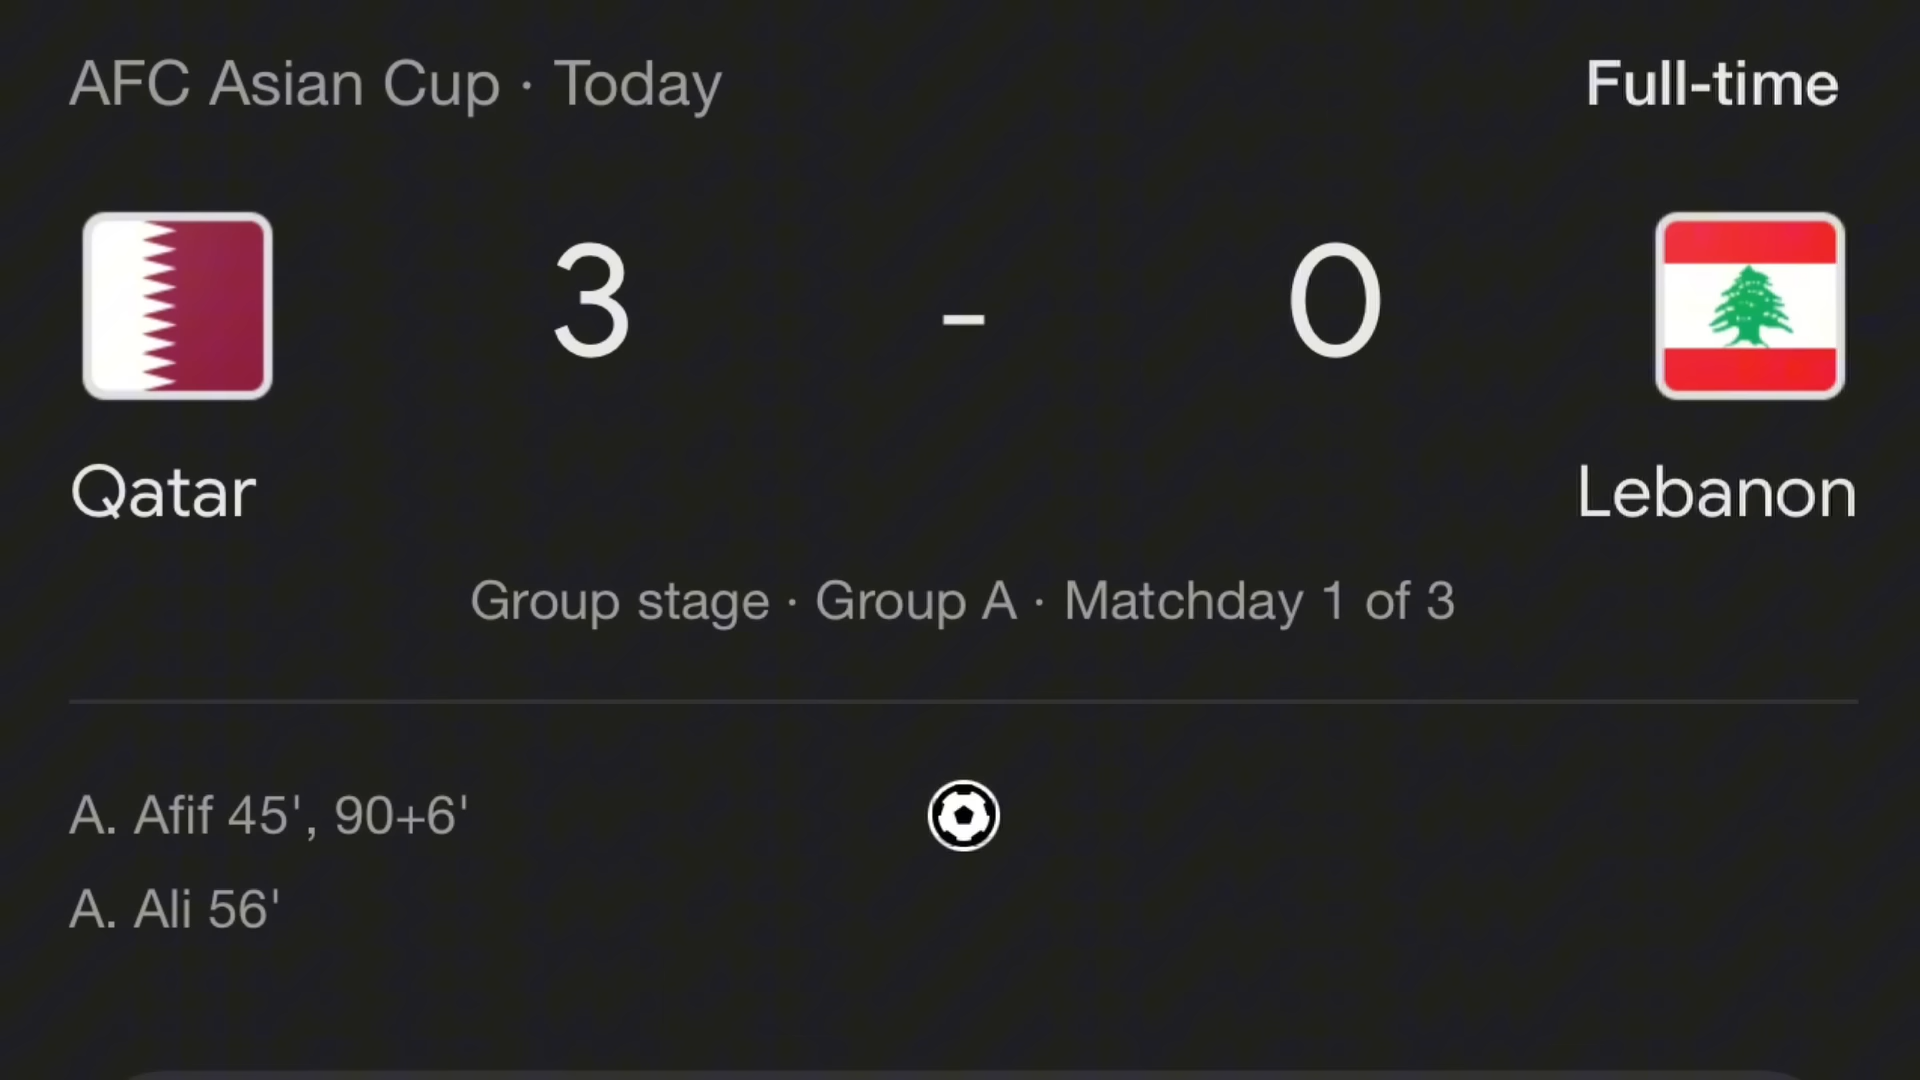 AFC Asian Cup · Today Full-time
3 - 0
Qatar Lebanon
Group stage · Group A · Matchday 1 of 3
A. Afif 45', 90+6'
A. Ali 56'